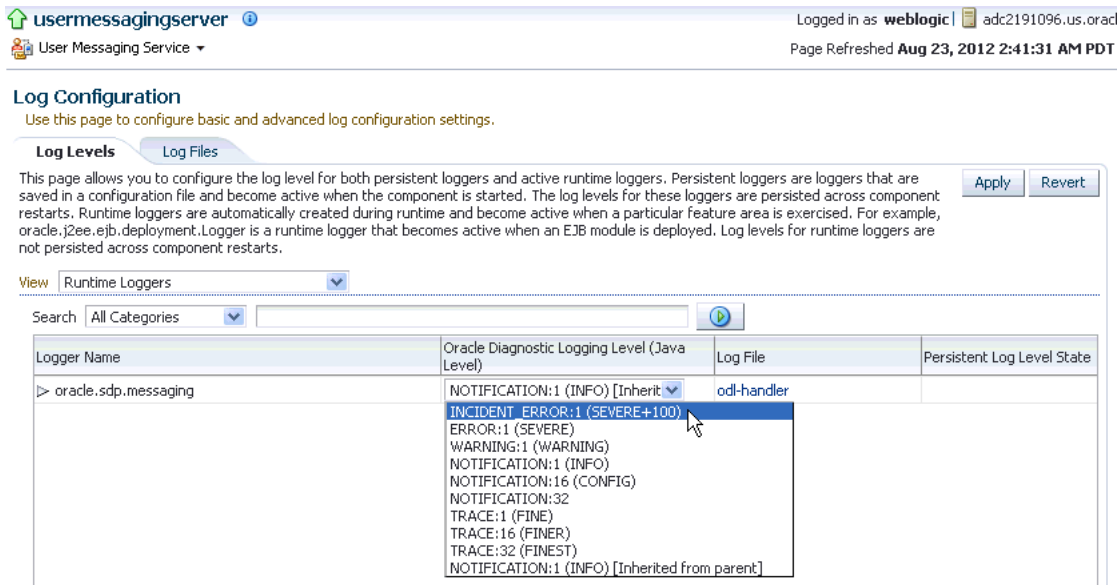 usermessagingserver
Logged in as weblogic| adc2191096.us.oracl
User Messaging Service
Page Refreshed Aug 23, 2012 2:41:31 AM PDT
Log Configuration
Use this page to configure basic and advanced log configuration settings.
Log Levels Log Files
This page allows you to configure the log level for both persistent loggers and active runtime loggers. Persistent loggers are loggers that are
saved in a configuration file and become active when the component is started. The log levels for these loggers are persisted across component
restarts. Runtime loggers are automatically created during runtime and become active when a particular feature area is exercised. For example,
oracle.j2ee.ejb.deployment.Logger is a runtime logger that becomes active when an EJB module is deployed. Log levels for runtime loggers are
not persisted across component restarts.
Apply Revert
View Runtime Loggers
Search All Categories
Logger Name
Oracle Diagnostic Logging Level (Java
Level)
Log File
Persistent Log Level State
oracle.sdp.messaging
NOTIFICATION:1 (INFO) [Inherit
odl-handler
INCIDENT_ERROR:1 (SEVERE+100)
ERROR:1 (SEVERE)
WARNING:1 (WARNING)
NOTIFICATION:1 (INFO)
NOTIFICATION:16 (CONFIG)
NOTIFICATION:32
TRACE:1 (FINE)
TRACE:16 (FINER)
TRACE:32 (FINEST)
NOTIFICATION:1 (INFO) [Inherited from parent]